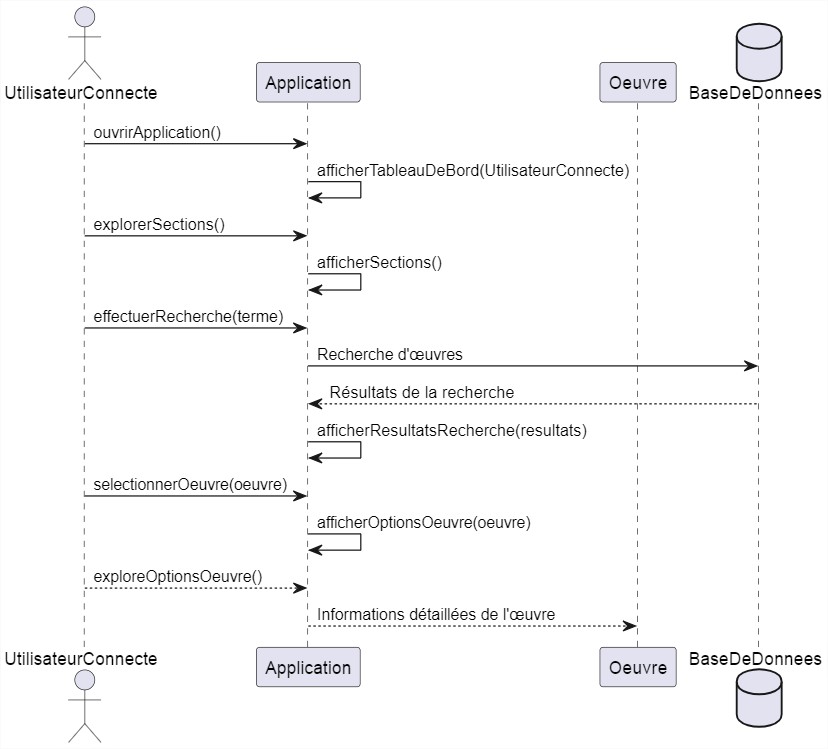 UtilisateurConnecte
Application
Oeuvre
BaseDeDonnees
ouvrirApplication()
afficherTableauDeBord(UtilisateurConnecte)
explorerSections()
afficherSections()
effectuerRecherche(terme)
Recherche d'œuvres
Résultats de la recherche
afficherResultatsRecherche(resultats)
selectionnerOeuvre(oeuvre)
afficherOptionsOeuvre(oeuvre)
exploreOptionsOeuvre()
Informations détaillées de l'œuvre
UtilisateurConnecte
Application
Oeuvre
BaseDeDonnees